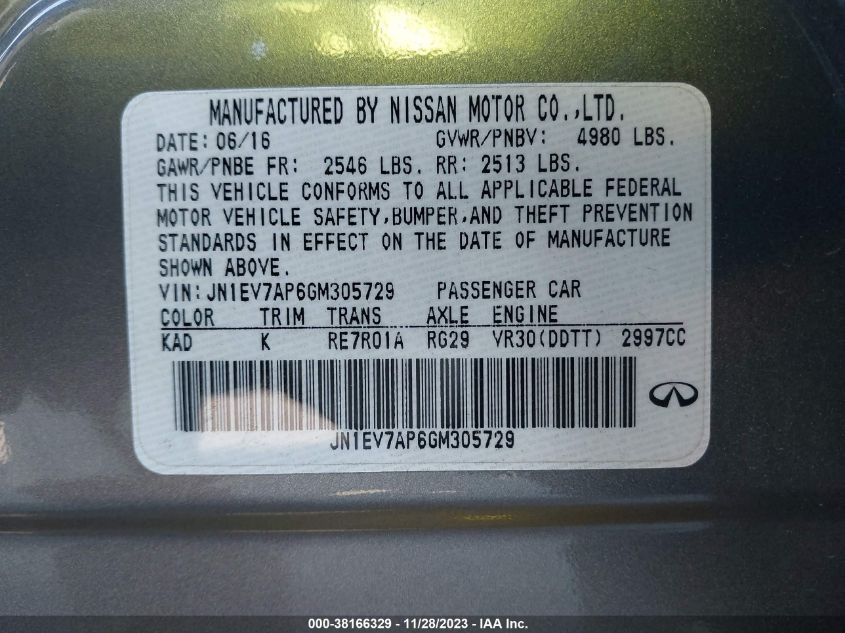 MANUFACTURED BY NISSAN MOTOR CO.,LTD.
DATE: 06/16 GVWR/PNBV: 4980 LBS.
GAWR/PNBE FR: 2546 LBS. RR: 2513 LBS.
THIS VEHICLE CONFORMS TO ALL APPLICABLE FEDERAL
MOTOR VEHICLE SAFETY,BUMPER,AND THEFT PREVENTION
STANDARDS IN EFFECT ON THE DATE OF MANUFACTURE
SHOWN ABOVE.
VIN:JN1EV7AP6GM305729 PASSENGER CAR
COLOR TRIM TRANS AXLE ENGINE
KAD K RE7R01A RG29 VR30(DDTT) 2997CC
JN1EV7AP6GM305729
000-38166329 - 11/28/2023 - IAA Inc.